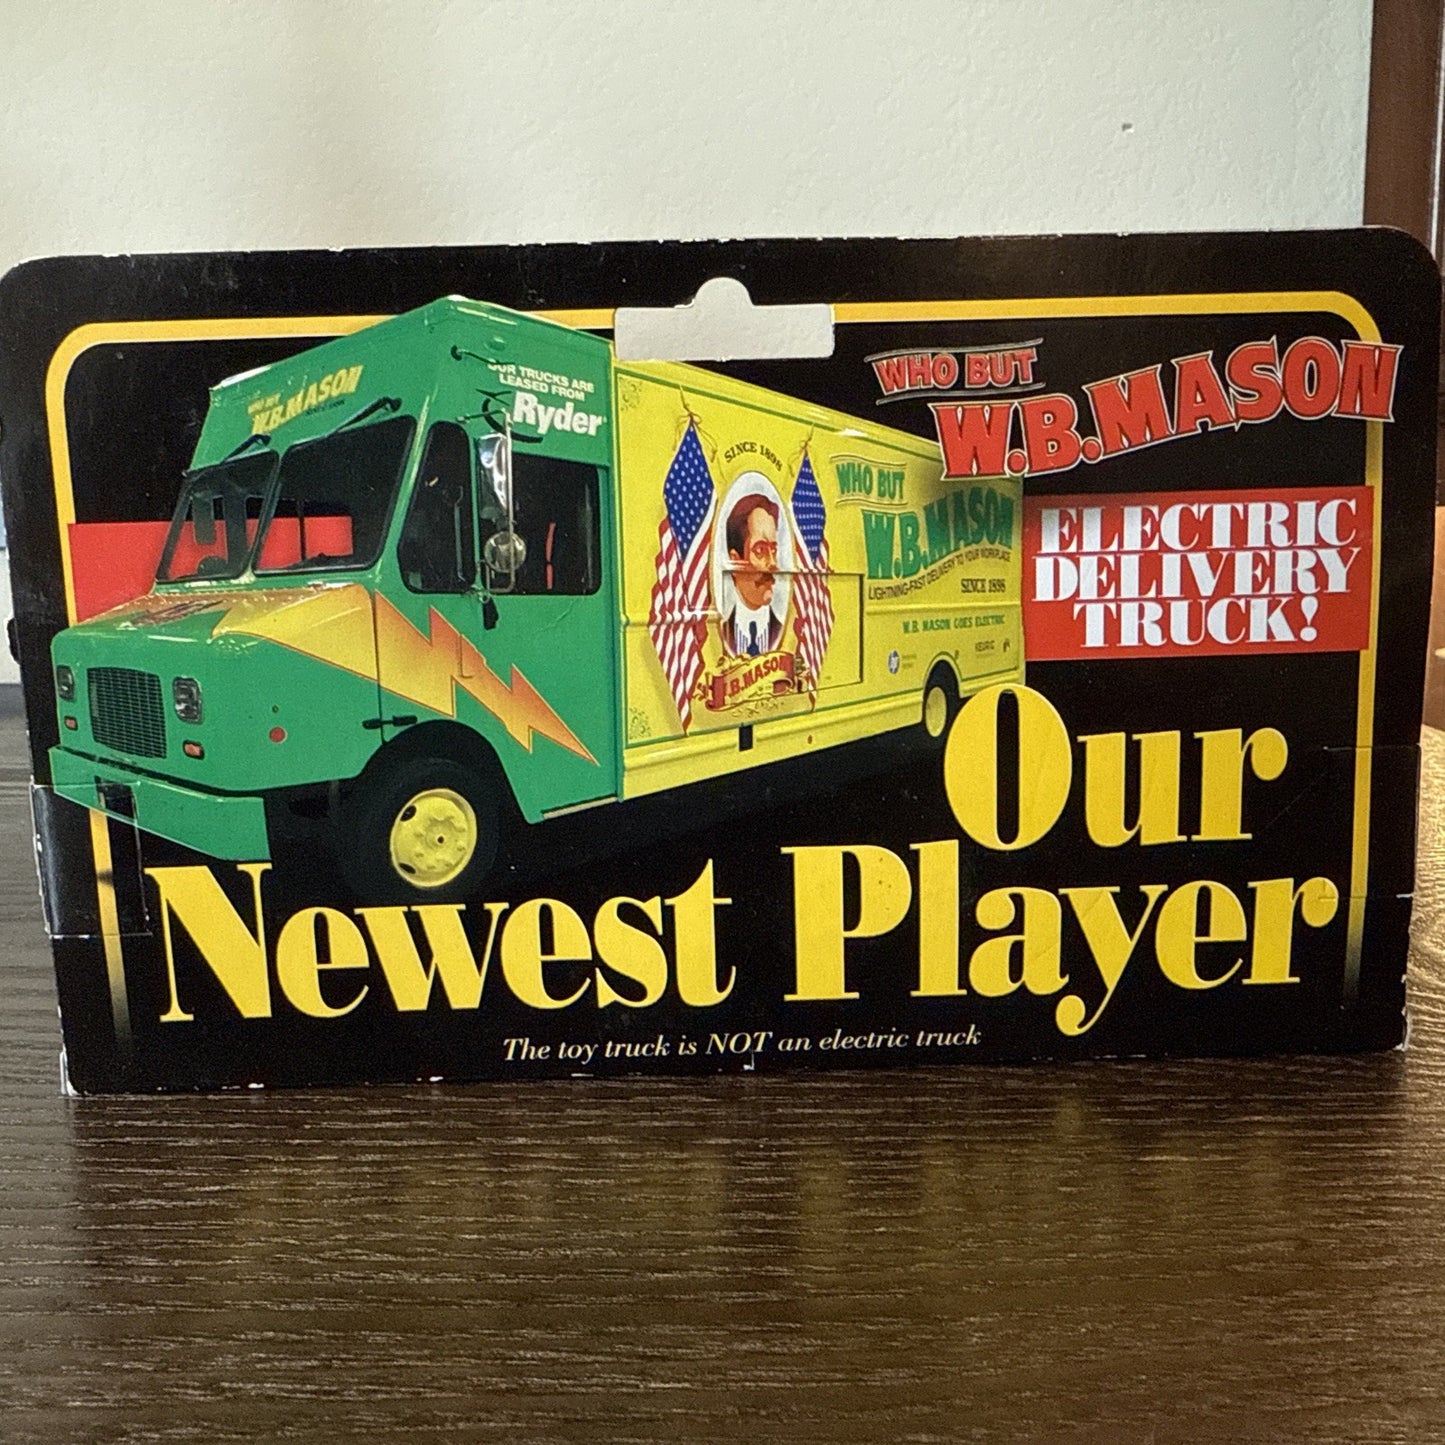 WHO BUT
W.B.MASON
OUR TRUCKS ARE
LEASED FROM
Ryder
SINCE 1898
W.B.MASON
WHO BUT
W.B.MASON
LIGHTNING-FAST DELIVERY TO YOUR WORKPLACE
SINCE 1898
W.B. MASON GOES ELECTRIC
KEURIG
WHO BUT
W.B.MASON
ELECTRIC
DELIVERY
TRUCK!
Our
Newest Player
The toy truck is NOT an electric truck